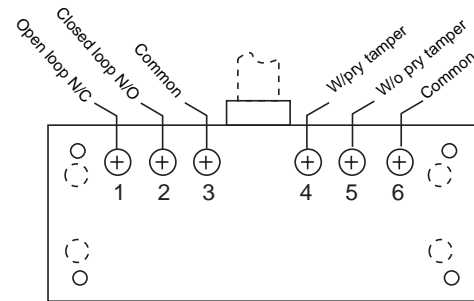 Open loop N/C
Closed loop N/O
Common
W/pry tamper
W/o pry tamper
Common
1 2 3 4 5 6